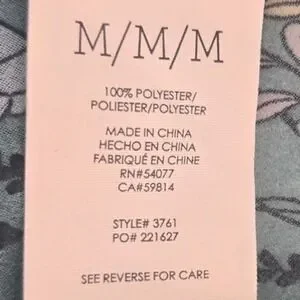 M/M/M
100% POLYESTER/
POLIESTER/POLYESTER
MADE IN CHINA
HECHO EN CHINA
FABRIQUÉ EN CHINE
RN#54077
CA#59814
STYLE# 3761
PO# 221627
SEE REVERSE FOR CARE